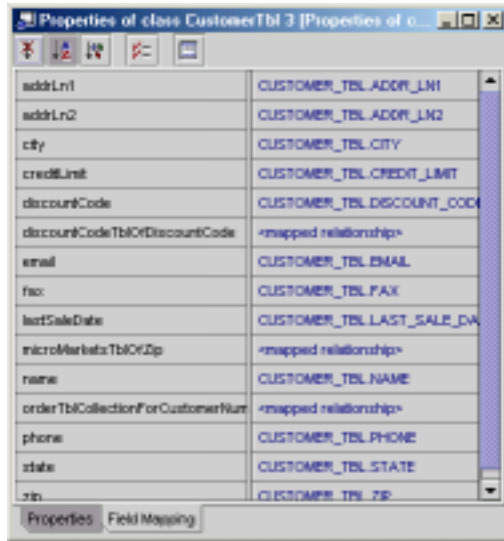 Properties of class CustomerTbl 3 [Properties of c...
addrLn1 CUSTOMER_TBL.ADDR_LN1
addrLn2 CUSTOMER_TBL.ADDR_LN2
city CUSTOMER_TBL.CITY
creditLimit CUSTOMER_TBL.CREDIT_LIMIT
discountCode CUSTOMER_TBL.DISCOUNT_CODE
discountCodeTblOfDiscountCode <mapped relationship>
email CUSTOMER_TBL.EMAIL
fax CUSTOMER_TBL.FAX
lastSaleDate CUSTOMER_TBL.LAST_SALE_DA
microMarketsTblOfZip <mapped relationship>
name CUSTOMER_TBL.NAME
orderTblCollectionForCustomerNum <mapped relationship>
phone CUSTOMER_TBL.PHONE
state CUSTOMER_TBL.STATE
zip CUSTOMER_TBL.ZIP
Properties Field Mapping